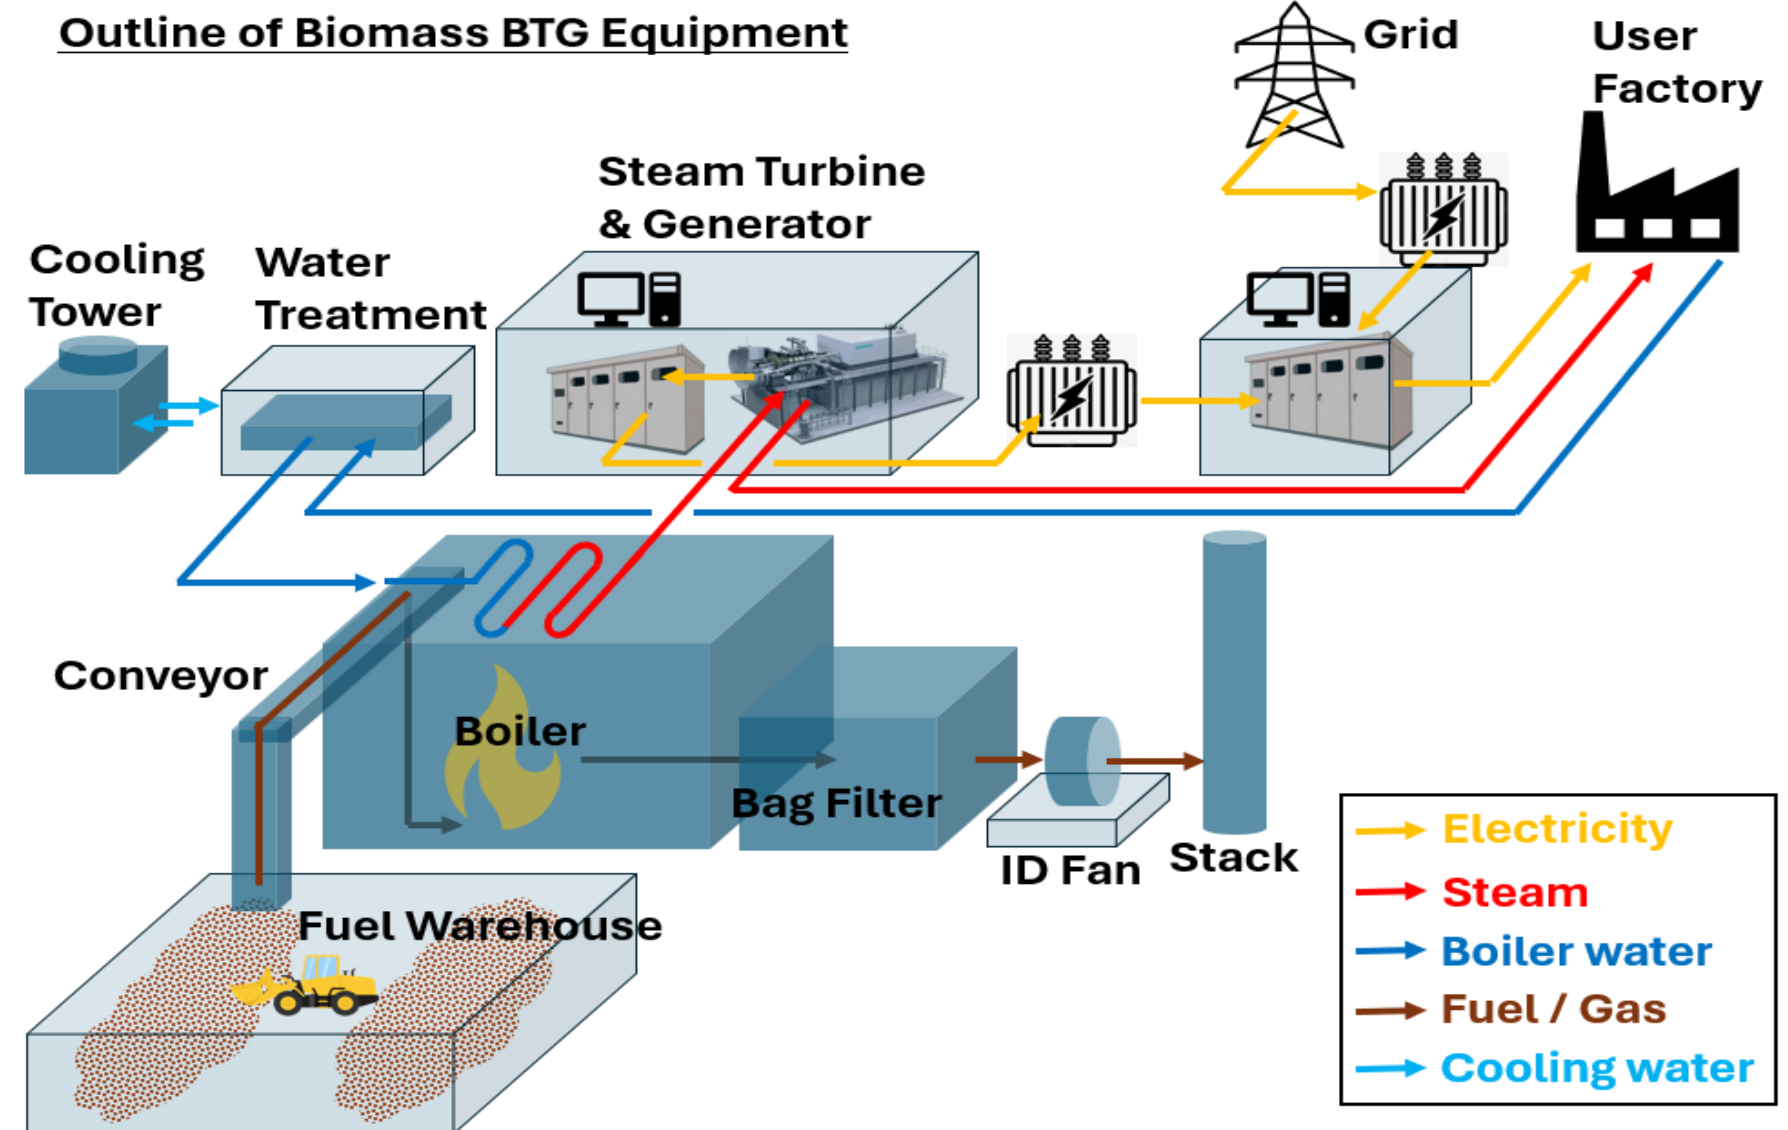 Outline of Biomass BTG Equipment
Grid
User
Factory
Steam Turbine
& Generator
Cooling
Tower
Water
Treatment
Conveyor
Boiler
Bag Filter
ID Fan
Stack
Fuel Warehouse
Electricity
Steam
Boiler water
Fuel / Gas
Cooling water